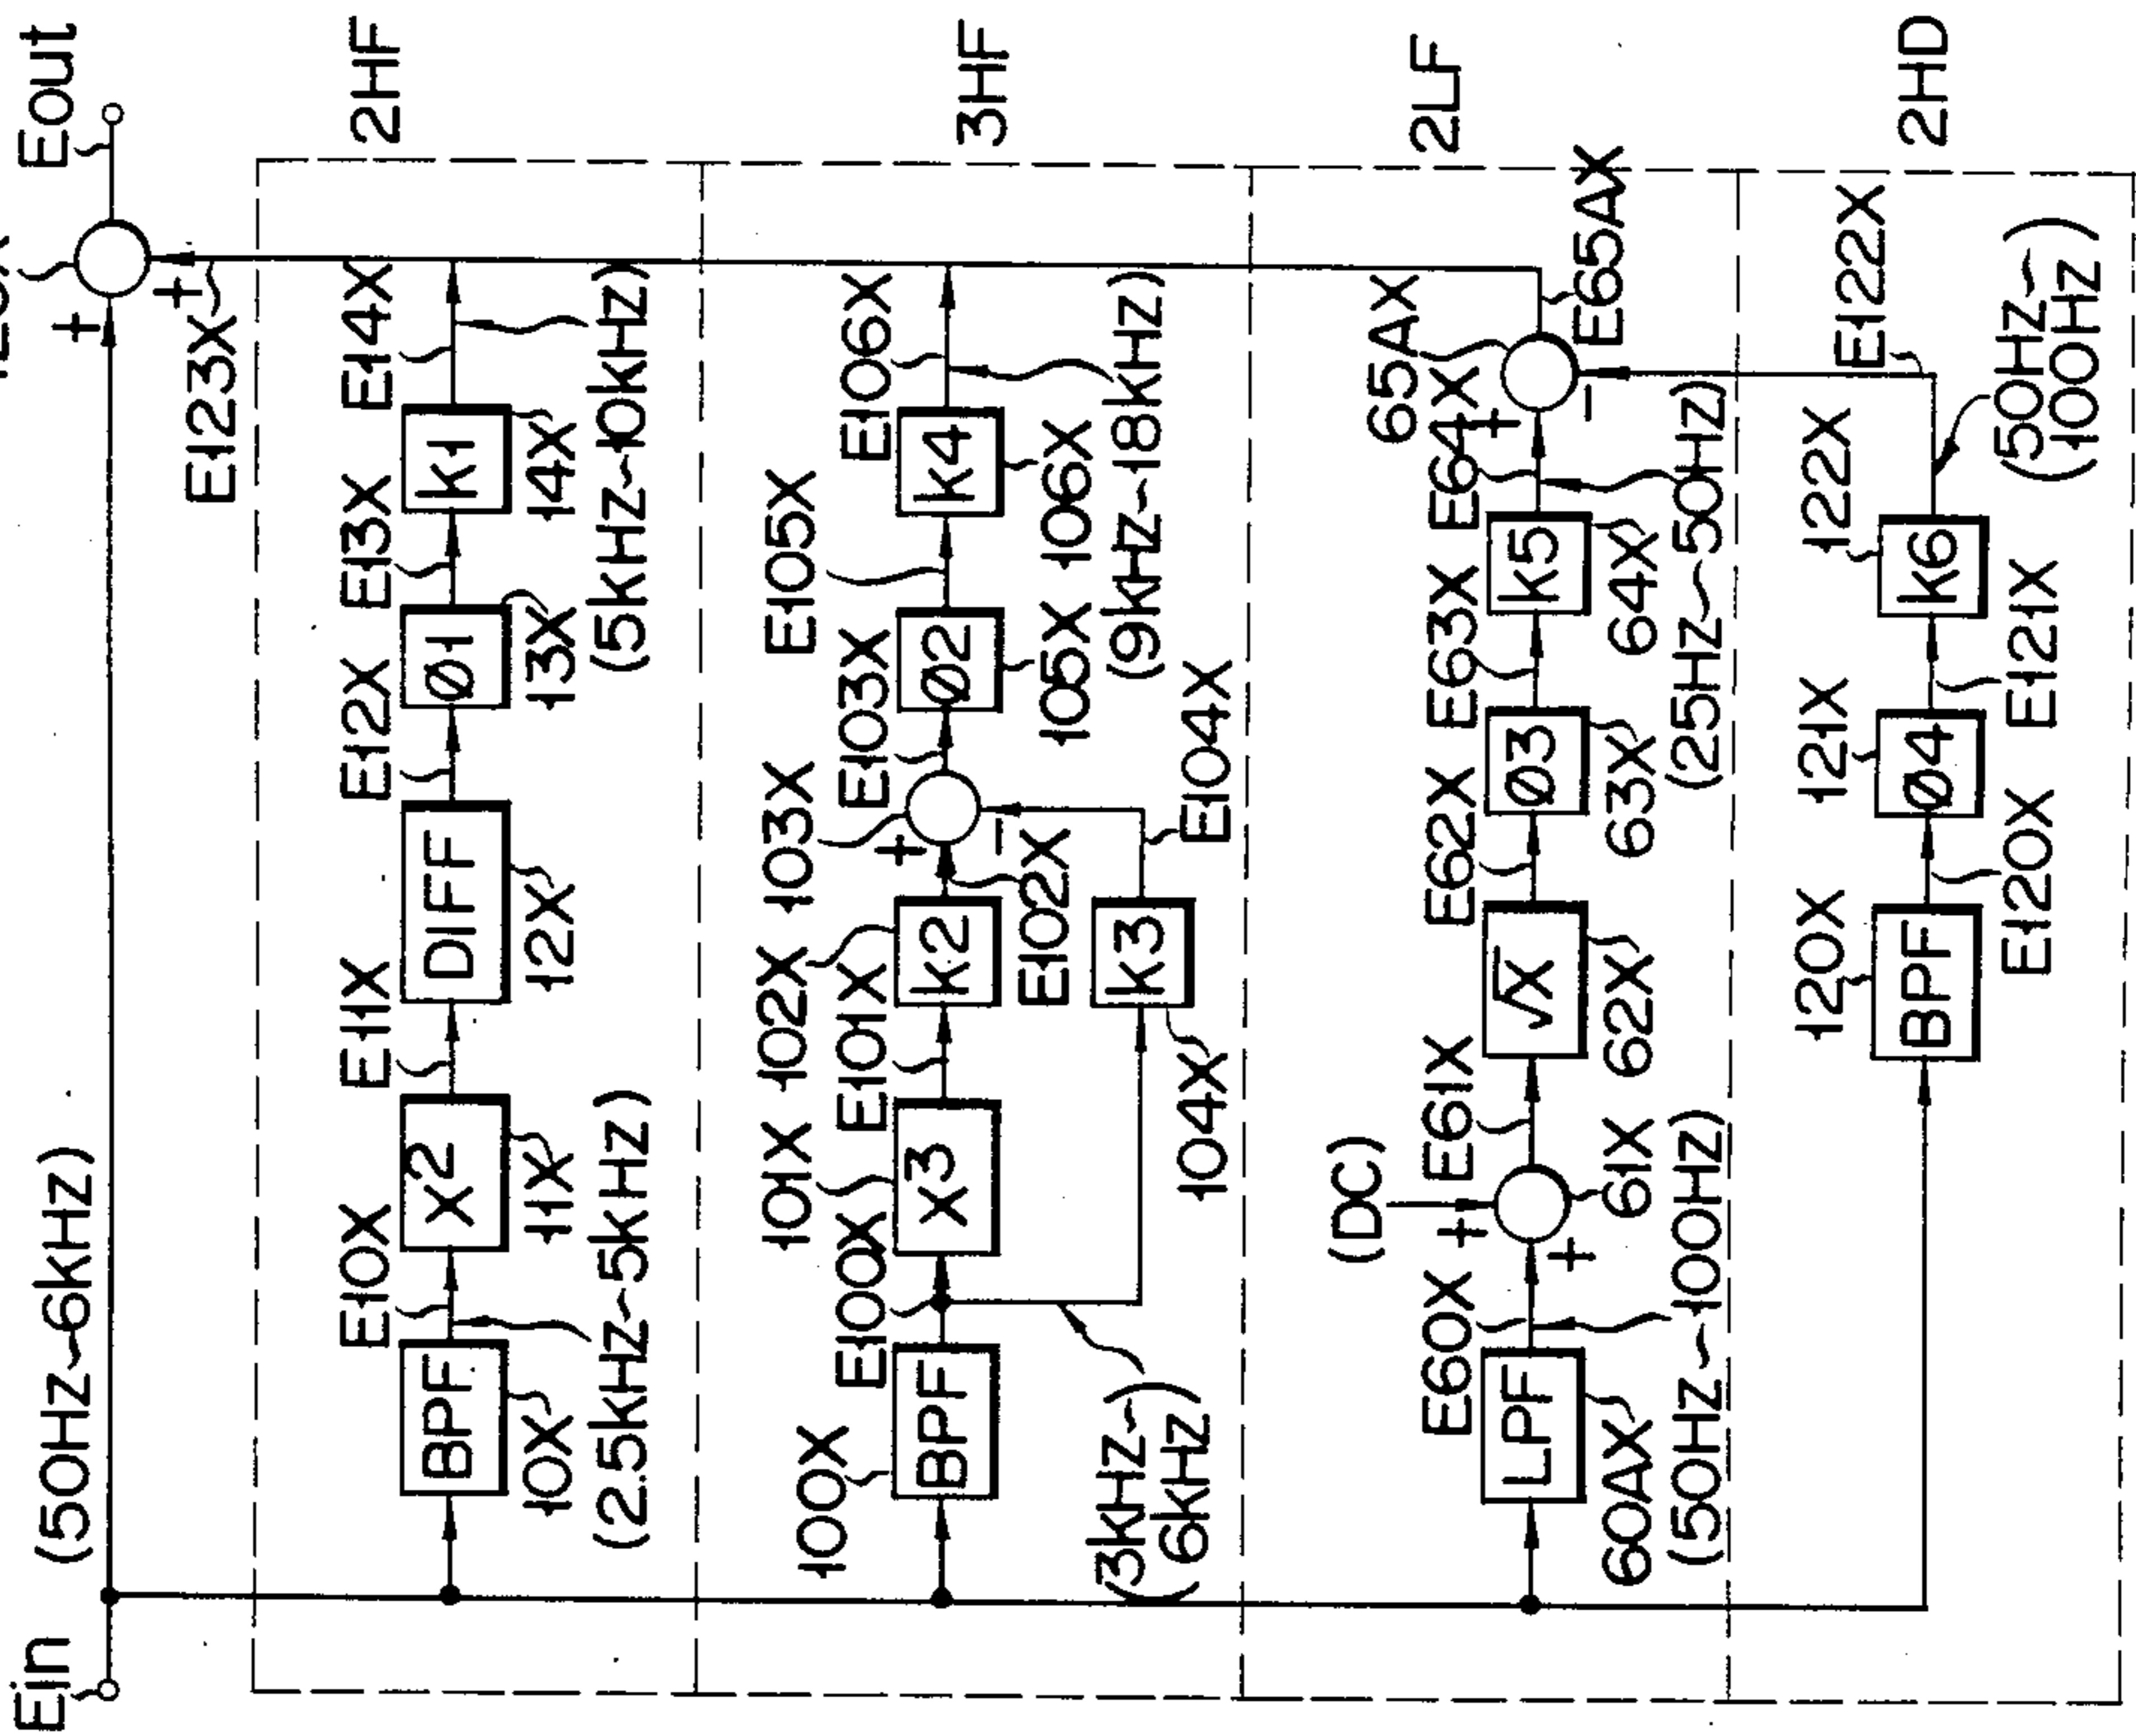 Ein
(50Hz~6kHz)
Eout
E123X
2HF
BPF
10X
E10X
(2.5kHz~5kHz)
X2
11X
E11X
DIFF
12X
E12X
Ø1
13X
E13X
K1
14X
E14X
(5kHz~10kHz)
3HF
100X
BPF
E100X
(3kHz~
6kHz)
101X
X3
E101X
102X
K2
E102X
K3
104X
E104X
103X
E103X
Ø2
105X
E105X
K4
106X
E106X
(9kHz~18kHz)
2LF
LPF
60AX
E60X
(50Hz~100Hz)
(DC)
61X
E61X
√X
62X
E62X
Ø3
63X
E63X
K5
64X
E64X
(25Hz~50Hz)
65AX
E65AX
2HD
120X
BPF
E120X
121X
Ø4
E121X
122X
K6
E122X
(50Hz~
100Hz)